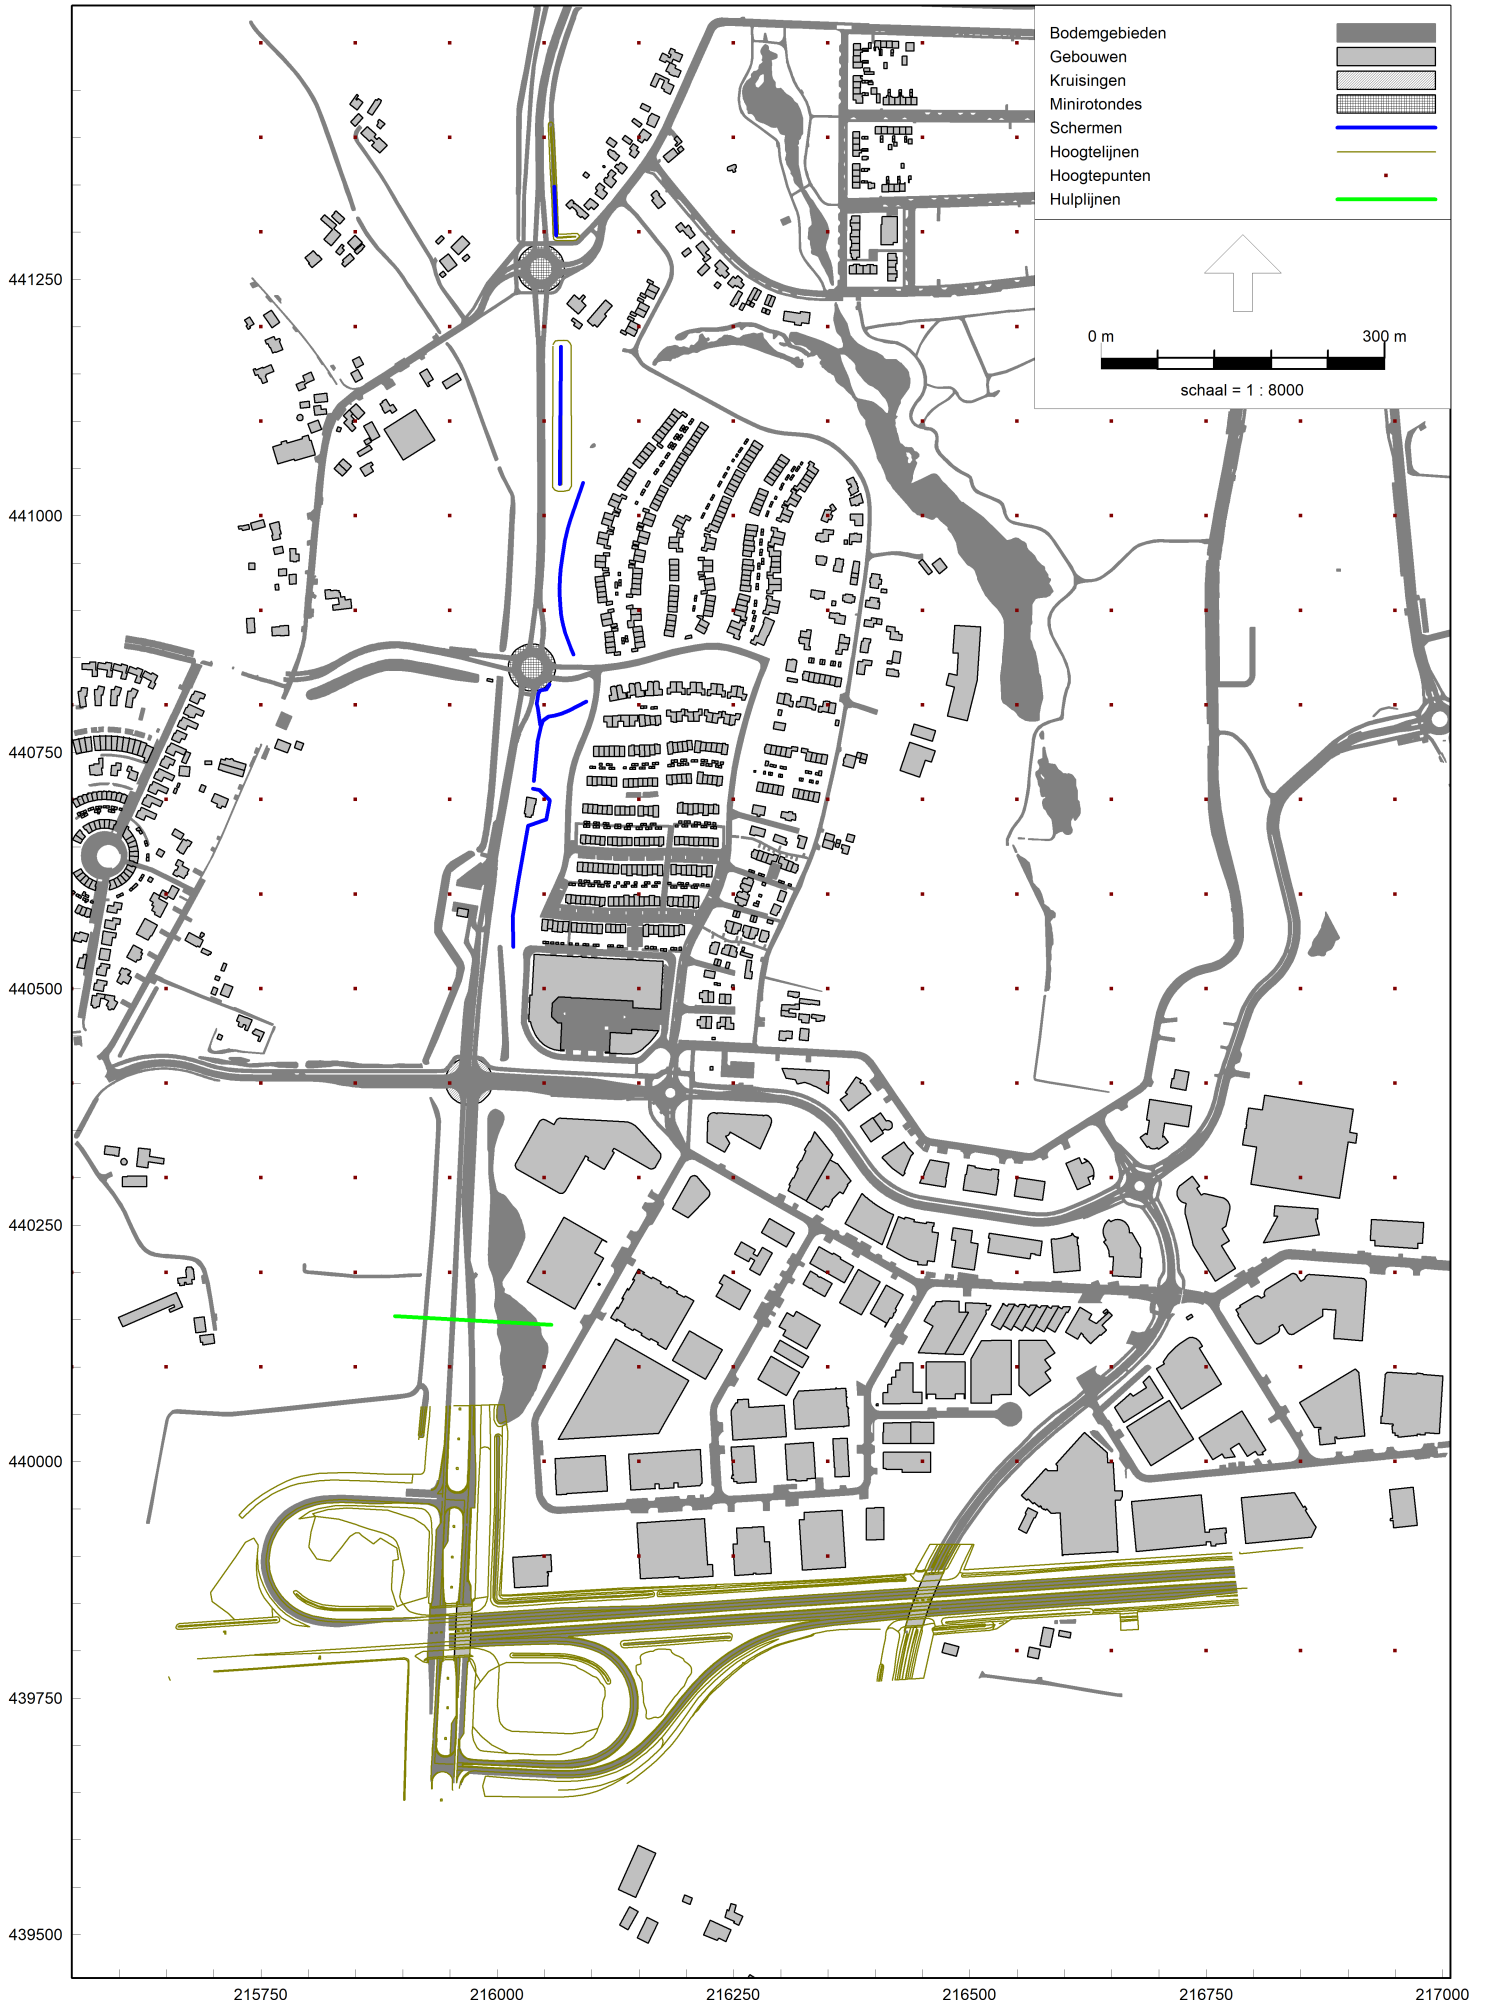 Bodemgebieden
Gebouwen
Kruisingen
Minirotondes
Schermen
Hoogtelijnen
Hoogtepunten
Hulplijnen
0 m 300 m
schaal = 1 : 8000
441250
441000
440750
440500
440250
440000
439750
439500
215750 216000 216250 216500 216750 217000